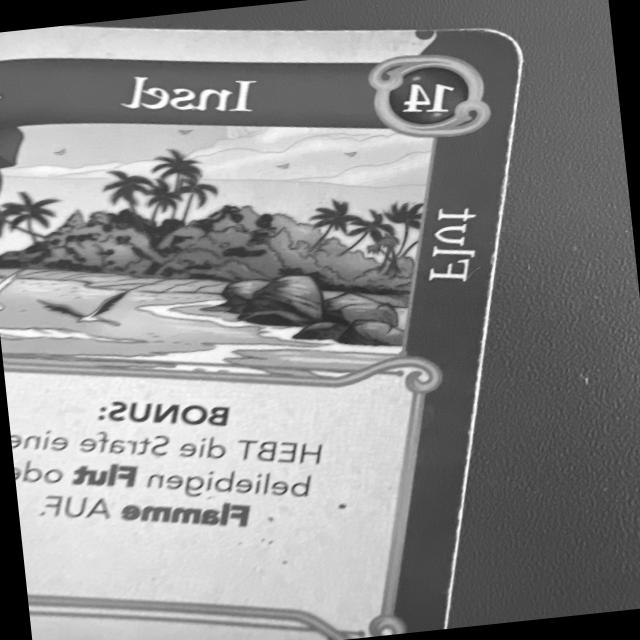 14
Insel
Flut
BONUS:
HEBT die Strafe eine
beliebigen Flut ode
Flamme AUF.